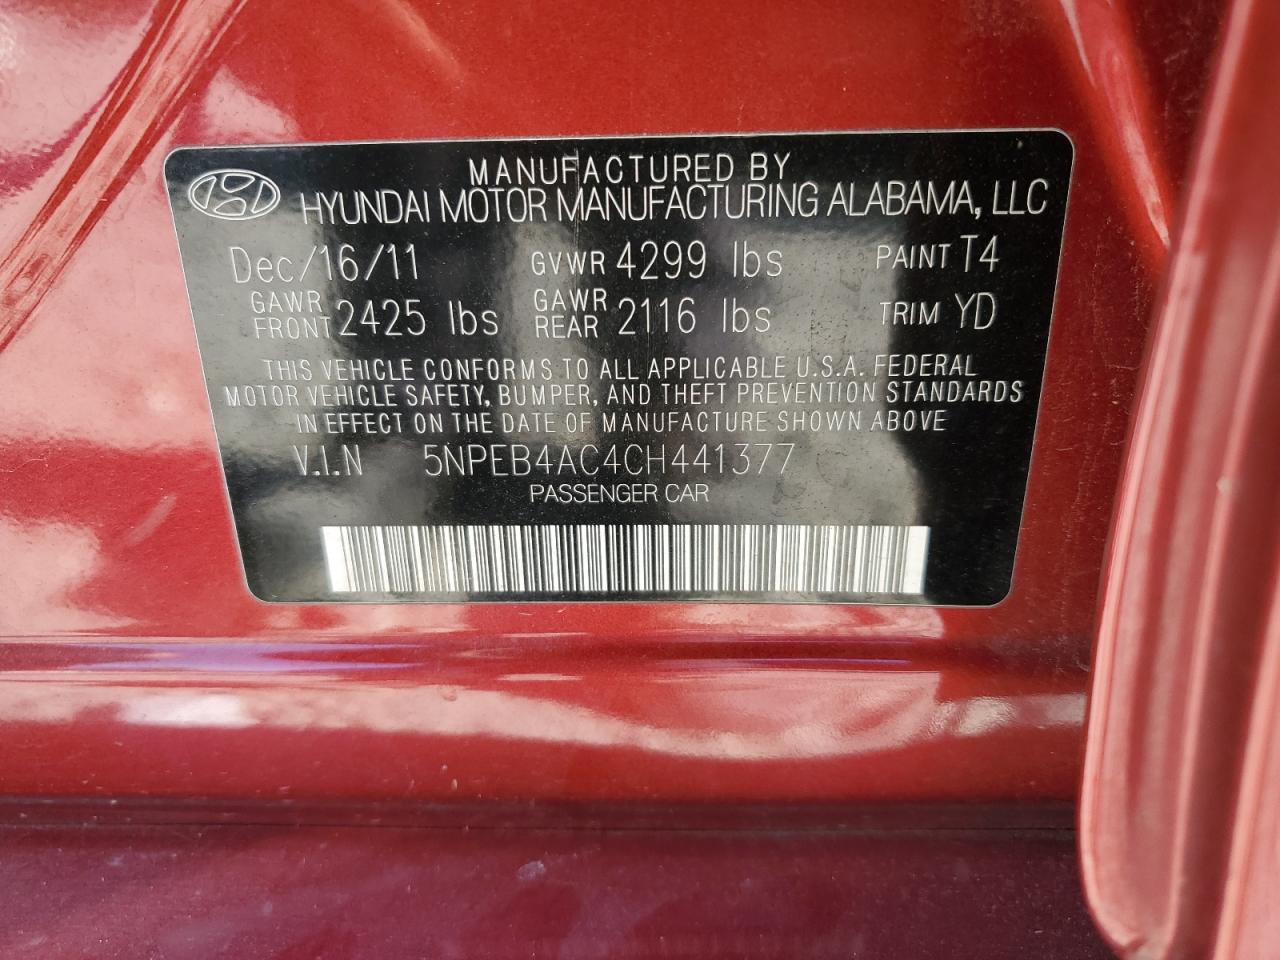 MANUFACTURED BY
HYUNDAI MOTOR MANUFACTURING ALABAMA, LLC
Dec/16/11 GVWR 4299 lbs PAINT T4
GAWR FRONT 2425 lbs GAWR REAR 2116 lbs TRIM YD
THIS VEHICLE CONFORMS TO ALL APPLICABLE U.S.A. FEDERAL
MOTOR VEHICLE SAFETY, BUMPER, AND THEFT PREVENTION STANDARDS
IN EFFECT ON THE DATE OF MANUFACTURE SHOWN ABOVE
V.I.N 5NPEB4AC4CH441377
PASSENGER CAR